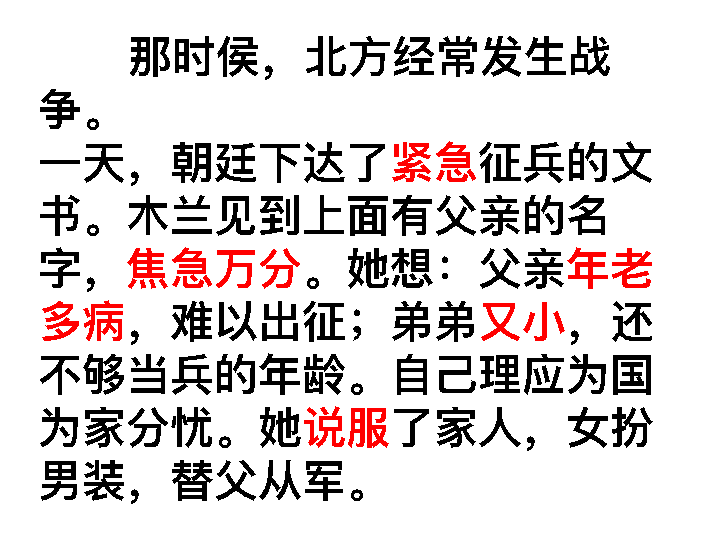 那时侯，北方经常发生战
争。
一天，朝廷下达了紧急征兵的文
书。木兰见到上面有父亲的名
字，焦急万分。她想：父亲年老
多病，难以出征；弟弟又小，还
不够当兵的年龄。自己理应为国
为家分忧。她说服了家人，女扮
男装，替父从军。